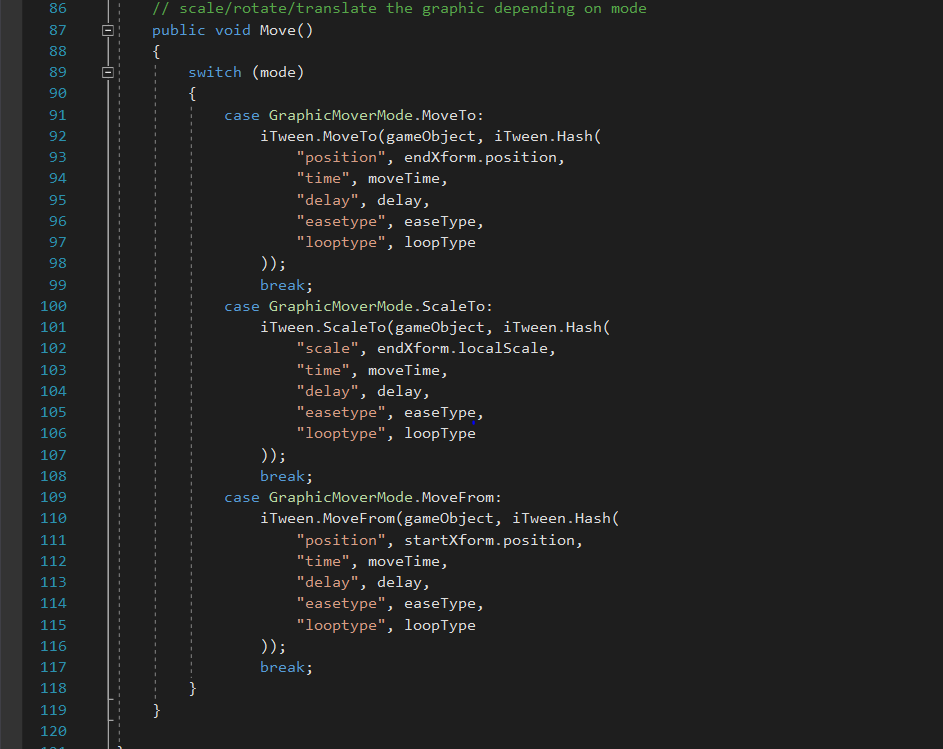 86 // scale/rotate/translate the graphic depending on mode
87 public void Move()
88 {
89 switch (mode)
90 {
91 case GraphicMoverMode.MoveTo:
92 iTween.MoveTo(gameObject, iTween.Hash(
93 "position", endXform.position,
94 "time", moveTime,
95 "delay", delay,
96 "easetype", easeType,
97 "looptype", loopType
98 ));
99 break;
100 case GraphicMoverMode.ScaleTo:
101 iTween.ScaleTo(gameObject, iTween.Hash(
102 "scale", endXform.localScale,
103 "time", moveTime,
104 "delay", delay,
105 "easetype", easeType,
106 "looptype", loopType
107 ));
108 break;
109 case GraphicMoverMode.MoveFrom:
110 iTween.MoveFrom(gameObject, iTween.Hash(
111 "position", startXform.position,
112 "time", moveTime,
113 "delay", delay,
114 "easetype", easeType,
115 "looptype", loopType
116 ));
117 break;
118 }
119 }
120